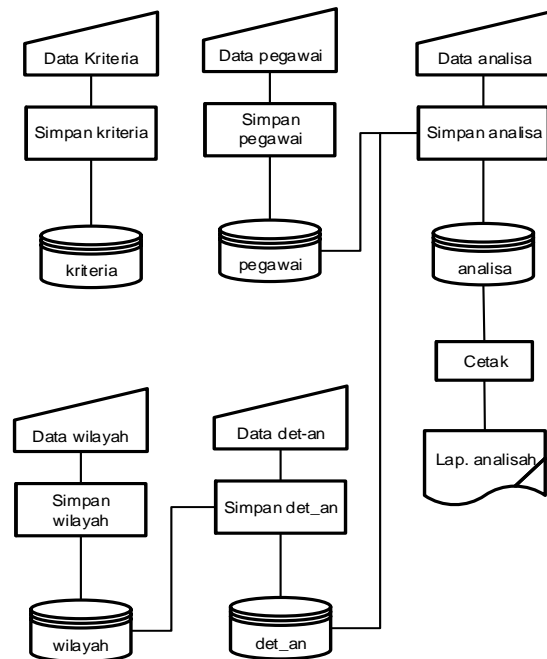 Data Kriteria
Data pegawai
Data analisa
Simpan kriteria
Simpan
pegawai
Simpan analisa
kriteria
pegawai
analisa
Cetak
Data wilayah
Data det-an
Lap. analisah
Simpan
wilayah
Simpan det_an
wilayah
det_an